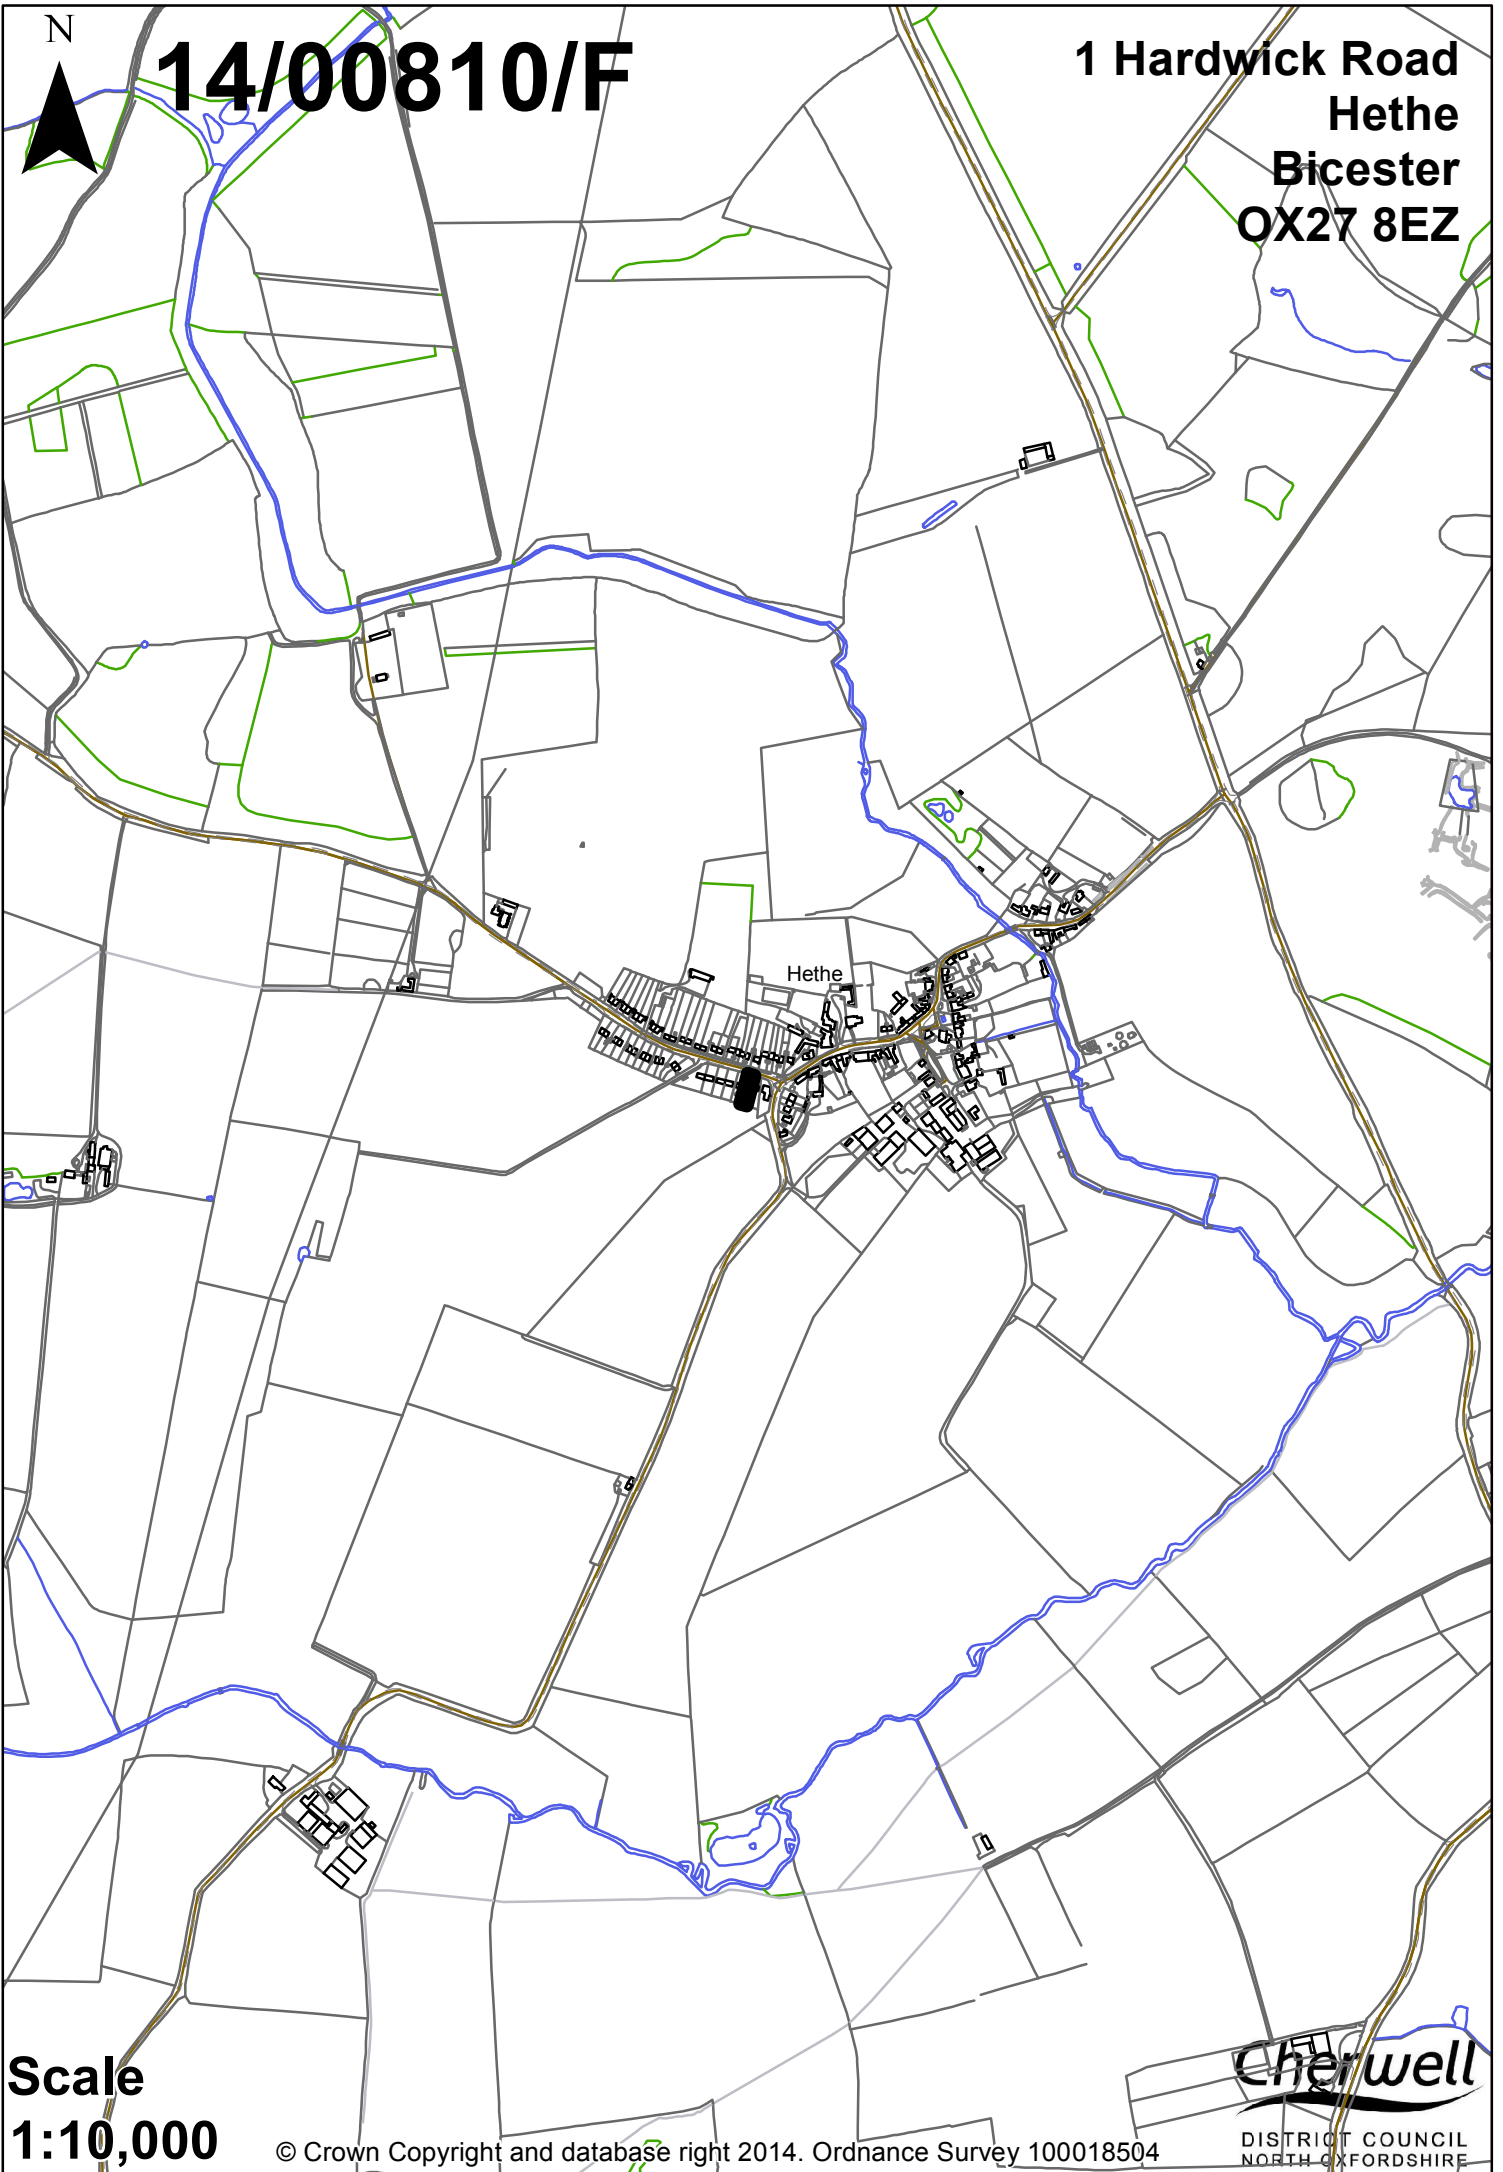 N
14/00810/F
1 Hardwick Road
Hethe
Bicester
OX27 8EZ
Hethe
Scale
1:10,000
© Crown Copyright and database right 2014. Ordnance Survey 100018504
Cherwell
DISTRICT COUNCIL
NORTH OXFORDSHIRE